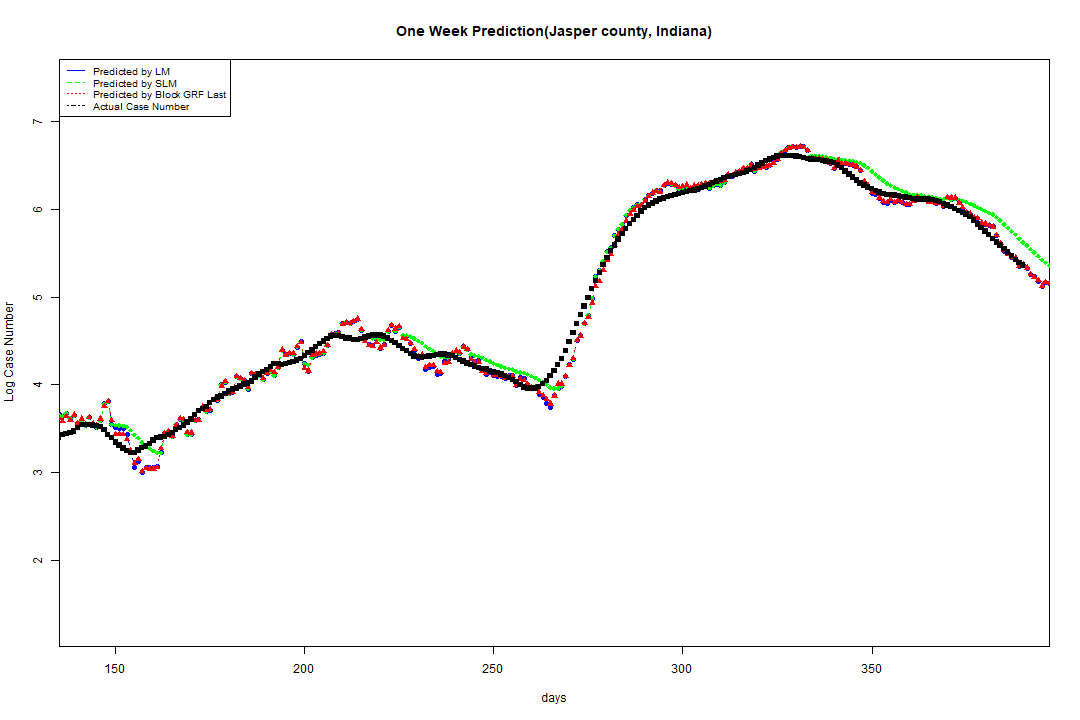 One Week Prediction(Jasper county, Indiana)
Predicted by LM
Predicted by SLM
Predicted by Block GRF Last
Actual Case Number
7
6
5
4
3
2
Log Case Number
150 200 250 300 350
days